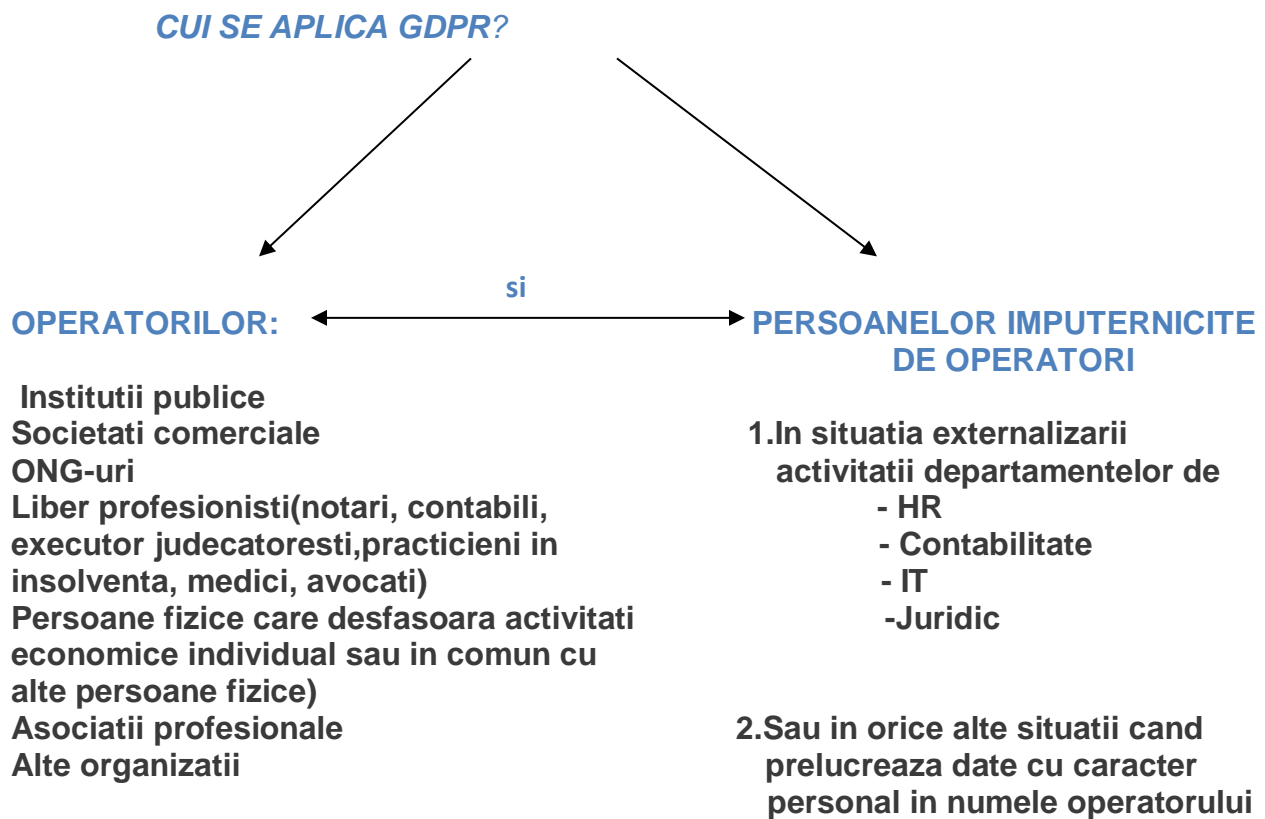 CUI SE APLICA GDPR?
si
OPERATORILOR:
Institutii publice
Societati comerciale
ONG-uri
Liber profesionisti(notari, contabili,
executor judecatoresti,practicieni in
insolventa, medici, avocati)
Persoane fizice care desfasoara activitati
economice individual sau in comun cu
alte persoane fizice)
Asociatii profesionale
Alte organizatii
PERSOANELOR IMPUTERNICITE
DE OPERATORI
1.In situatia externalizarii
activitatii departamentelor de
- HR
- Contabilitate
- IT
-Juridic
2.Sau in orice alte situatii cand
prelucreaza date cu caracter
personal in numele operatorului